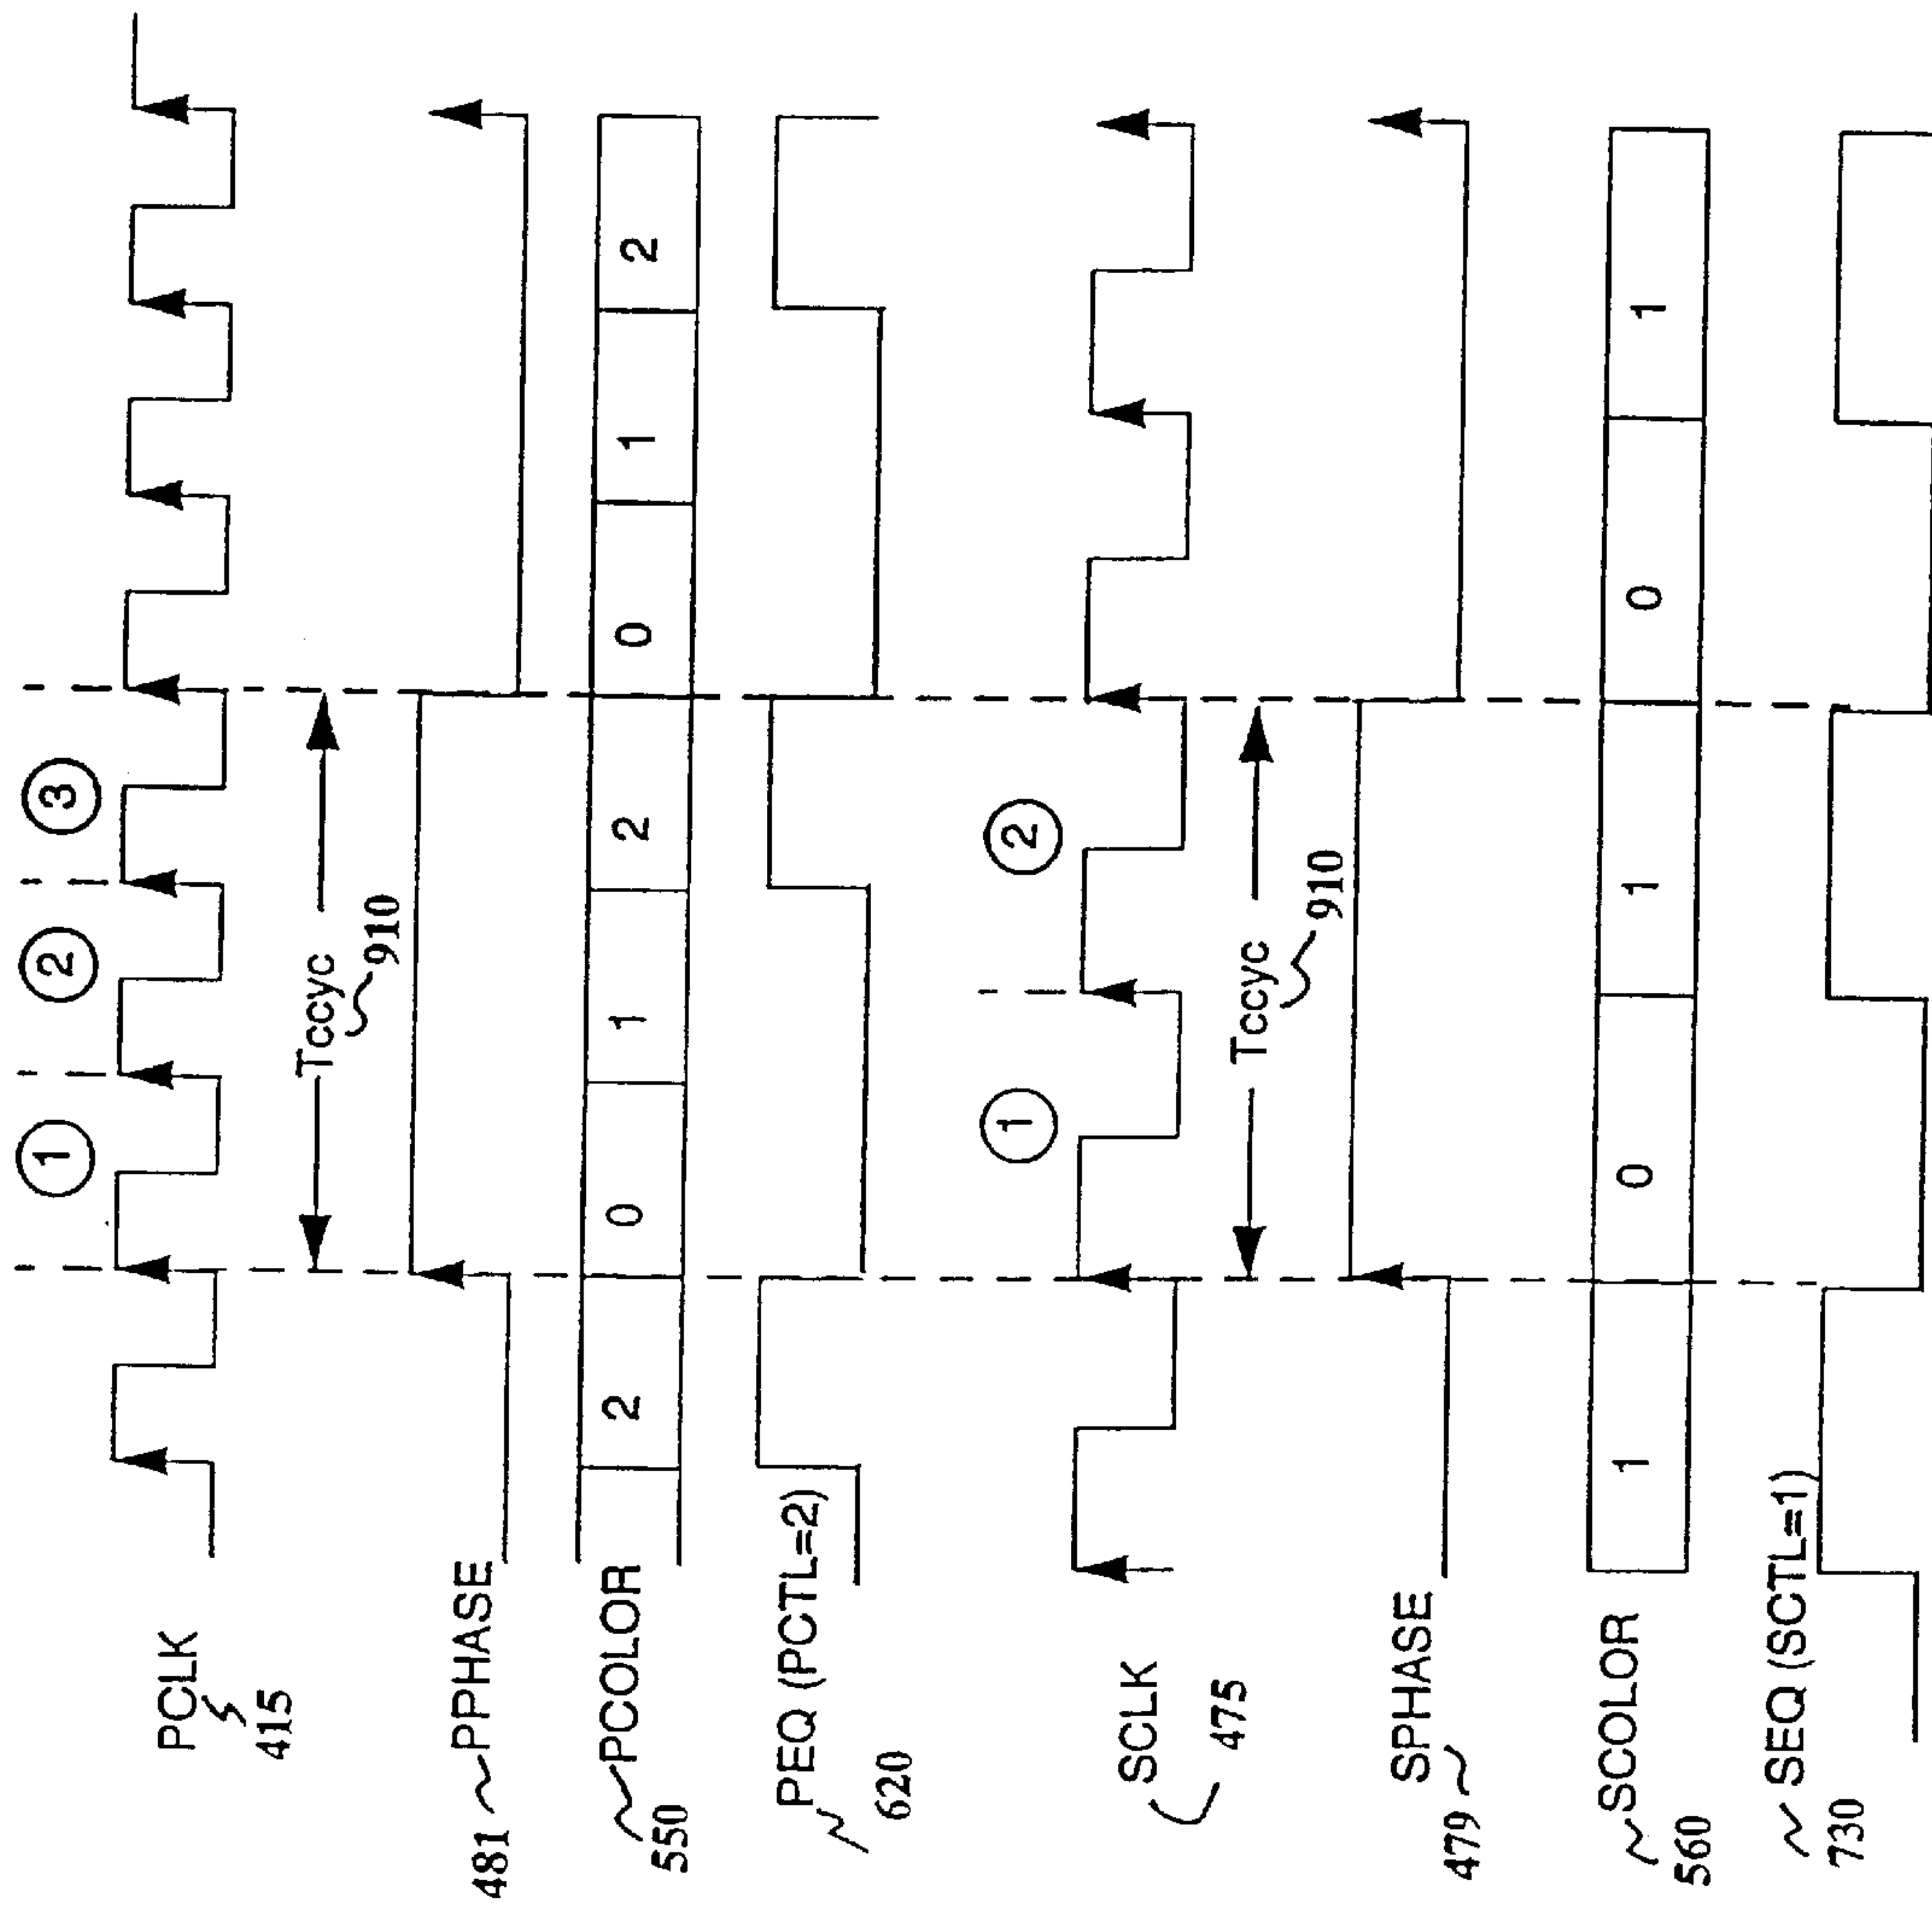 ① ② ③
PCLK
415
Tccyc
910
481 PPHASE
PCOLOR
550
2 0 1 2 0 1 2
PEQ (PCTL=2)
620
① ②
SCLK
475
Tccyc
910
SPHASE
479
SCOLOR
560
1 0 1 0 1
SEQ (SCTL=1)
730